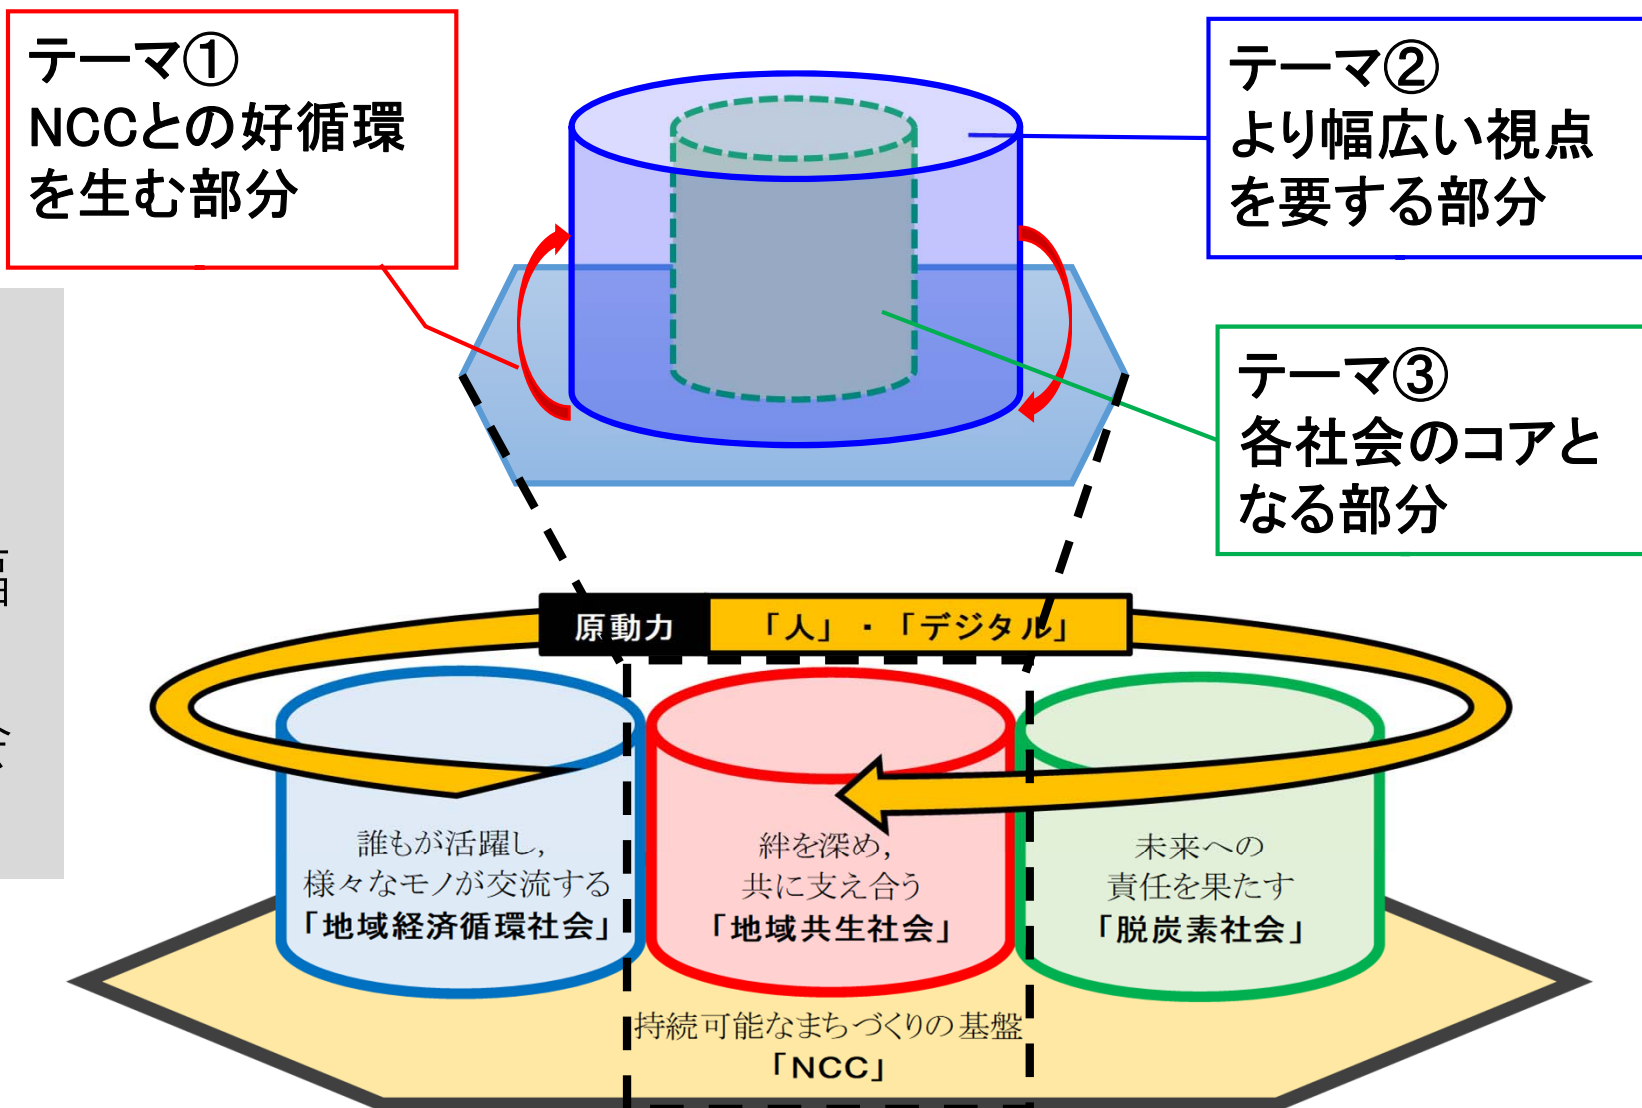 テーマ①
NCCとの好循環
を生む部分
テーマ②
より幅広い視点
を要する部分
テーマ③
各社会のコアと
なる部分
原動力 「人」・「デジタル」
誰もが活躍し,
様々なモノが交流する
「地域経済循環社会」
絆を深め,
共に支え合う
「地域共生社会」
未来への
責任を果たす
「脱炭素社会」
持続可能なまちづくりの基盤
「NCC」